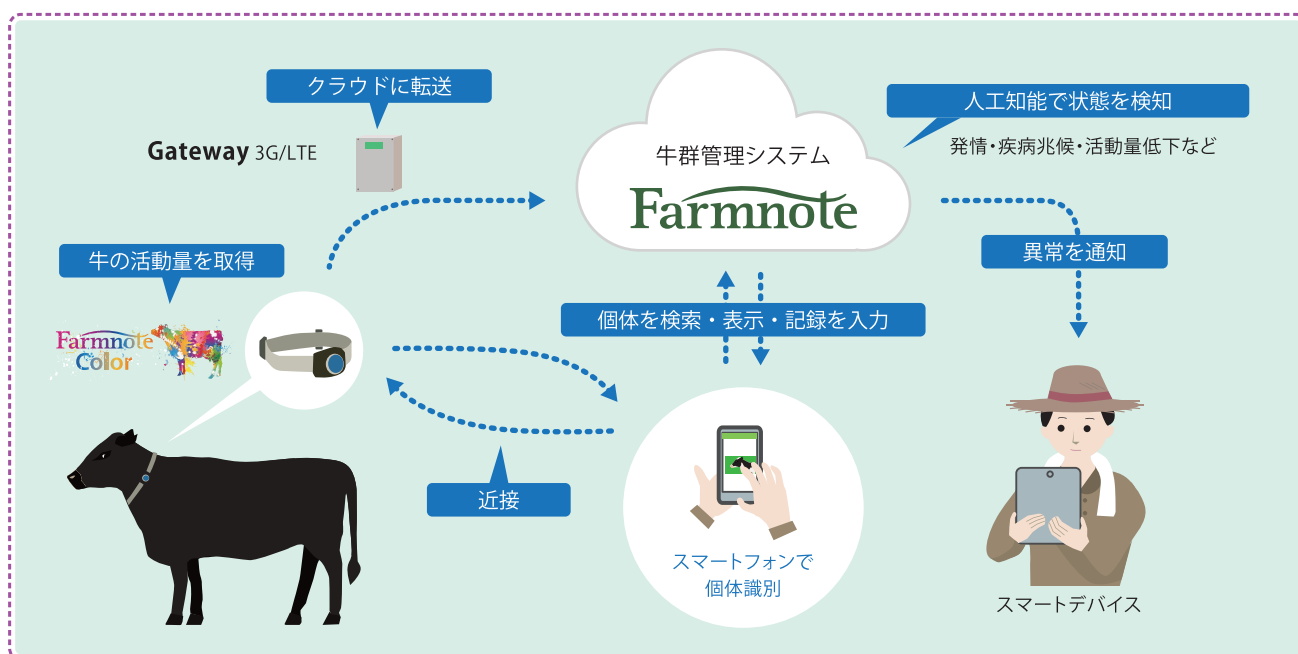 クラウドに転送
Gateway 3G/LTE
牛群管理システム
Farmnote
人工知能で状態を検知
発情・疾病兆候・活動量低下など
異常を通知
牛の活動量を取得
Farmnote
Color
個体を検索・表示・記録を入力
近接
スマートフォンで
個体識別
スマートデバイス